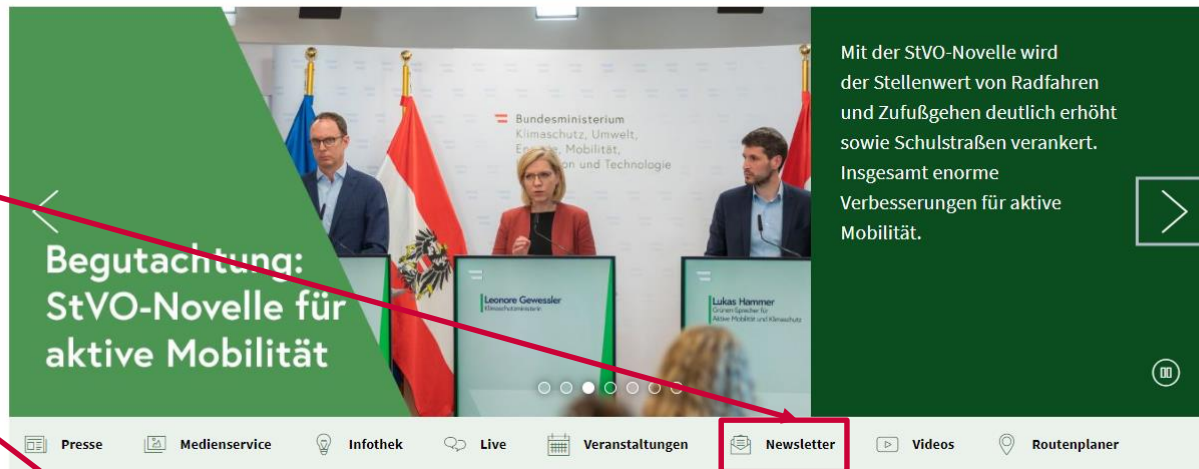 Begutachtung:
StVO-Novelle für
aktive Mobilität
Bundesministerium
Klimaschutz, Umwelt,
Mobilität,
und Technologie
Leonore Gewessler
Klimaschutzministerin
Lukas Hammer
Grünen Sprecher für
Aktive Mobilität und Klimaschutz
Mit der StVO-Novelle wird
der Stellenwert von Radfahren
und Zufußgehen deutlich erhöht
sowie Schulstraßen verankert.
Insgesamt enorme
Verbesserungen für aktive
Mobilität.
Presse
Medienservice
Infothek
Live
Veranstaltungen
Newsletter
Videos
Routenplaner